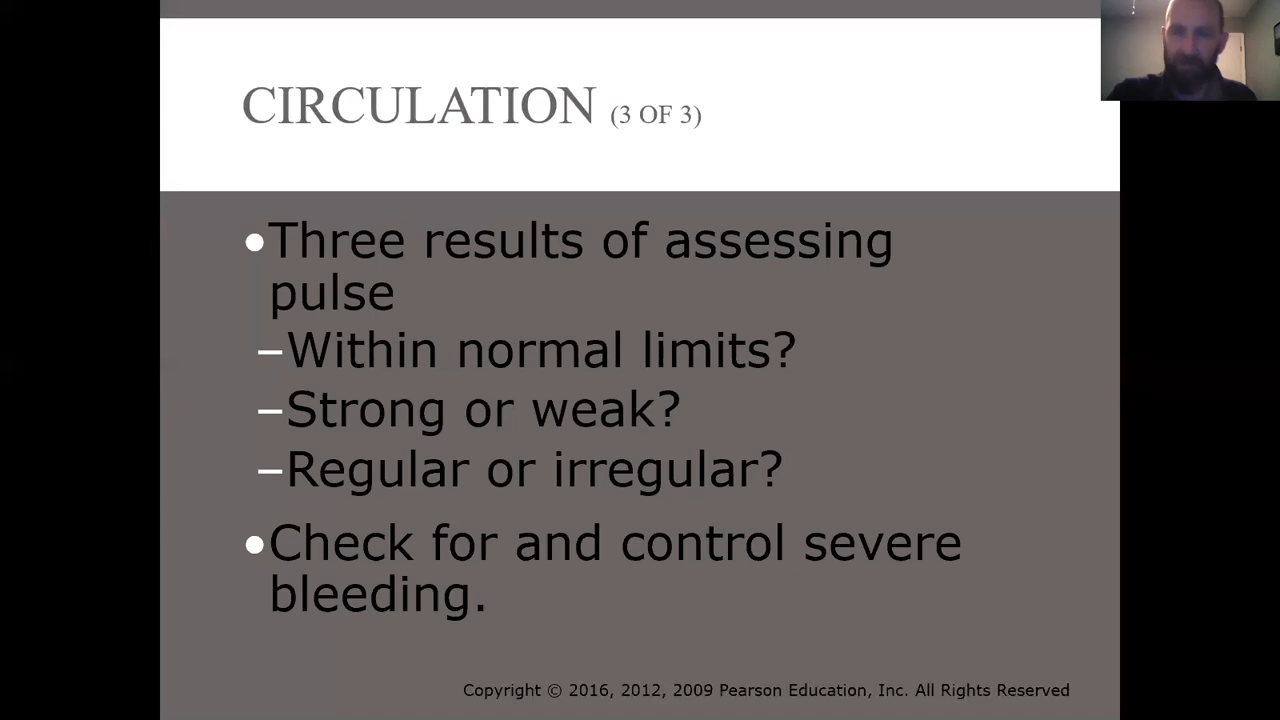 CIRCULATION (3 OF 3)
•Three results of assessing
pulse
–Within normal limits?
–Strong or weak?
–Regular or irregular?
•Check for and control severe
bleeding.
Copyright © 2016, 2012, 2009 Pearson Education, Inc. All Rights Reserved